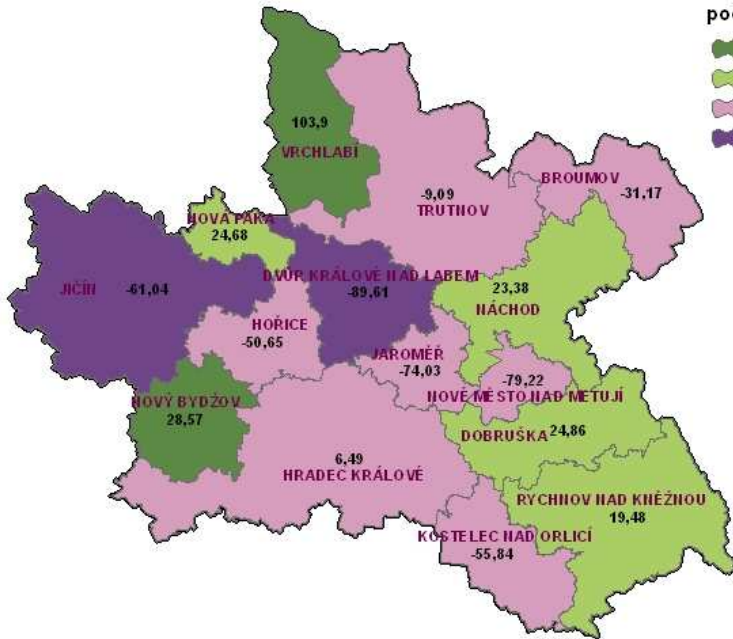 103,9
VRCHLABÍ
BROUMOV
-31,17
-9,09
TRUTNOV
NOVÁ PAKA
24,68
DVŮR KRÁLOVÉ NAD LABEM
-89,61
JIČÍN
-61,04
23,38
NÁCHOD
HOŘICE
-50,65
JAROMĚŘ
-74,03
-79,22
NOVÉ MĚSTO NAD METUJÍ
NOVÝ BYDŽOV
28,57
24,86
DOBRUŠKA
6,49
HRADEC KRÁLOVÉ
RYCHNOV NAD KNĚŽNOU
19,48
KOSTELEC NAD ORLICÍ
-55,84